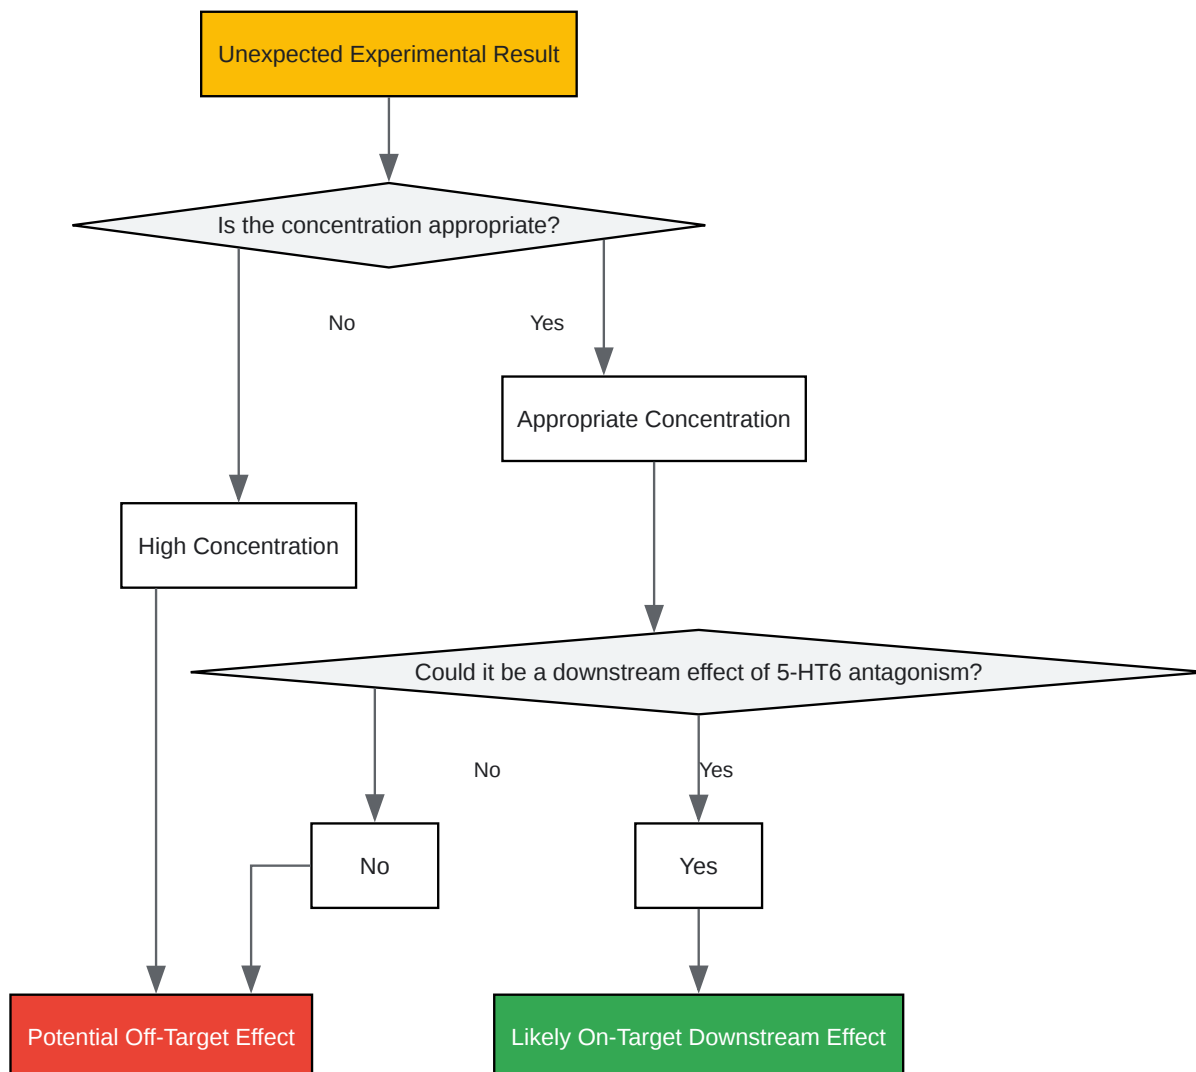 Unexpected Experimental Result
Is the concentration appropriate?
No
Yes
Appropriate Concentration
High Concentration
Could it be a downstream effect of 5-HT6 antagonism?
No
Yes
No
Yes
Potential Off-Target Effect
Likely On-Target Downstream Effect